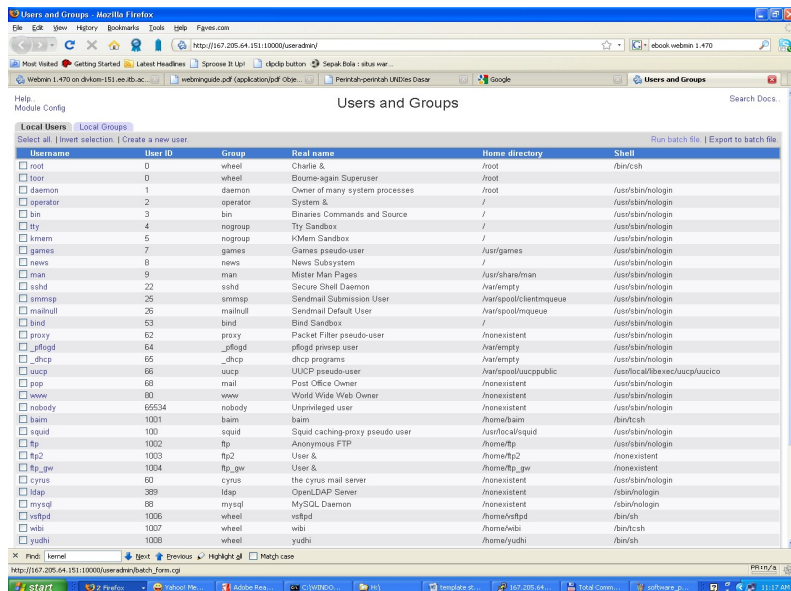 Users and Groups - Mozilla Firefox
File Edit View History Bookmarks Tools Help Fgves.com
http://167.205.64.151:10000/useradmin/ ebook webmin 1.470
Most Visited Getting Started Latest Headlines Sproose It Up! clipclip button Sepak Bola : situs war...
Webmin 1.470 on divkom-151.ee.itb.ac... webminguide.pdf (application/pdf Obje... Perintah-perintah UNIXes Dasar Google Users and Groups
Help..
Module Config
Users and Groups
Search Docs..
Local Users Local Groups
Select all. | Invert selection. | Create a new user. Run batch file. | Export to batch file.
Username User ID Group Real name Home directory Shell
root 0 wheel Charlie & /root /bin/csh
toor 0 wheel Bourne-again Superuser /root
daemon 1 daemon Owner of many system processes /root /usr/sbin/nologin
operator 2 operator System & / /usr/sbin/nologin
bin 3 bin Binaries Commands and Source / /usr/sbin/nologin
tty 4 nogroup Tty Sandbox / /usr/sbin/nologin
kmem 5 nogroup KMem Sandbox / /usr/sbin/nologin
games 7 games Games pseudo-user /usr/games /usr/sbin/nologin
news 8 news News Subsystem / /usr/sbin/nologin
man 9 man Mister Man Pages /usr/share/man /usr/sbin/nologin
sshd 22 sshd Secure Shell Daemon /var/empty /usr/sbin/nologin
smmsp 25 smmsp Sendmail Submission User /var/spool/clientmqueue /usr/sbin/nologin
mailnull 26 mailnull Sendmail Default User /var/spool/mqueue /usr/sbin/nologin
bind 53 bind Bind Sandbox / /usr/sbin/nologin
proxy 62 proxy Packet Filter pseudo-user /nonexistent /usr/sbin/nologin
_pflogd 64 _pflogd pflogd privsep user /var/empty /usr/sbin/nologin
_dhcp 65 _dhcp dhcp programs /var/empty /usr/sbin/nologin
uucp 66 uucp UUCP pseudo-user /var/spool/uucppublic /usr/local/libexec/uucp/uucico
pop 68 mail Post Office Owner /nonexistent /usr/sbin/nologin
www 80 www World Wide Web Owner /nonexistent /usr/sbin/nologin
nobody 65534 nobody Unprivileged user /nonexistent /usr/sbin/nologin
baim 1001 baim baim /home/baim /bin/tcsh
squid 100 squid Squid caching-proxy pseudo user /usr/local/squid /usr/sbin/nologin
ftp 1002 ftp Anonymous FTP /home/ftp /usr/sbin/nologin
ftp2 1003 ftp2 User & /home/ftp2 /nonexistent
ftp_gw 1004 ftp_gw User & /home/ftp_gw /nonexistent
cyrus 60 cyrus the cyrus mail server /nonexistent /usr/sbin/nologin
ldap 389 ldap OpenLDAP Server /nonexistent /sbin/nologin
mysql 88 mysql MySQL Daemon /nonexistent /sbin/nologin
vsftpd 1006 wheel vsftpd /home/vsftpd /bin/sh
wibi 1007 wheel wibi /home/wibi /bin/tcsh
yudhi 1008 wheel yudhi /home/yudhi /bin/sh
Find: kernel Next Previous Highlight all Match case
http://167.205.64.151:10000/useradmin/batch_form.cgi PR:n/a
start 2 Firefox Yahoo! Me... Adobe Rea... C:\WINDO... H:\ template st... 167.205.64... Total Comm... software_p... 11:17 AM